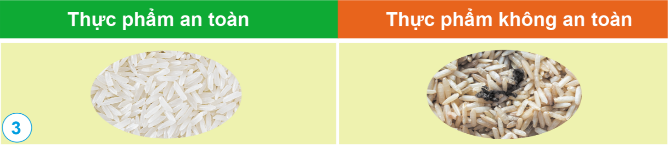 Thực phẩm an toàn
Thực phẩm không an toàn
3